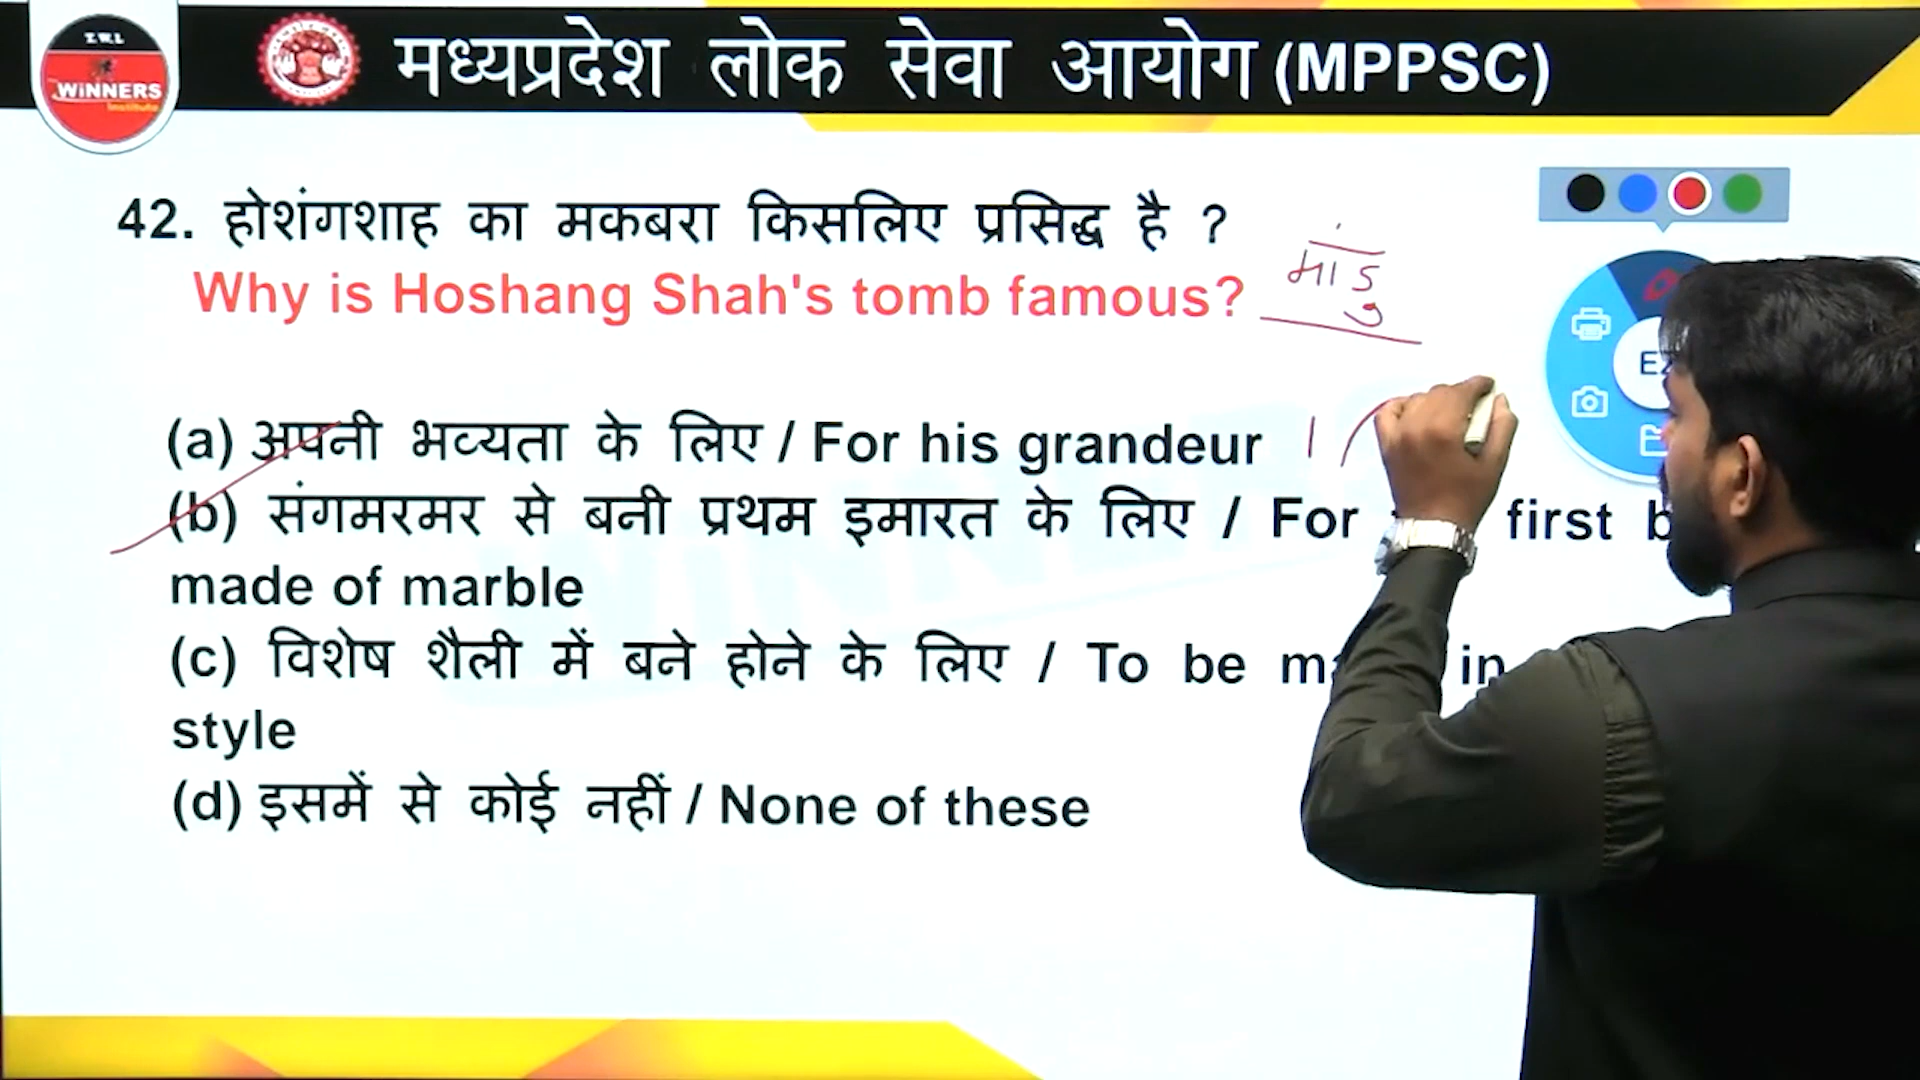 T.W.I.
THE WiNNERS
Institute
मध्यप्रदेश लोक सेवा आयोग (MPPSC)
42. होशंगशाह का मकबरा किसलिए प्रसिद्ध है ?
Why is Hoshang Shah's tomb famous?
(a) अपनी भव्यता के लिए / For his grandeur
(b) संगमरमर से बनी प्रथम इमारत के लिए / For first
made of marble
(c) विशेष शैली में बने होने के लिए / To be in
style
(d) इसमें से कोई नहीं / None of these